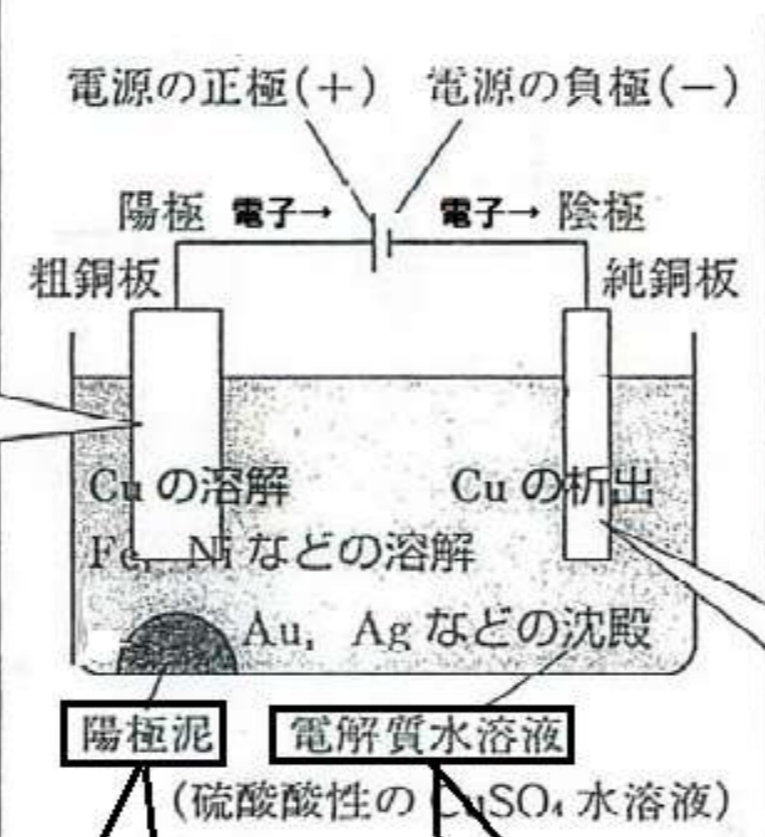 電源の正極(+) 電源の負極(−)
陽極 電子→ 電子→ 陰極
粗銅板 純銅板
Cuの溶解 Cuの析出
Fe, Niなどの溶解
Au, Agなどの沈殿
陽極泥 電解質水溶液
(硫酸酸性のCuSO₄水溶液)